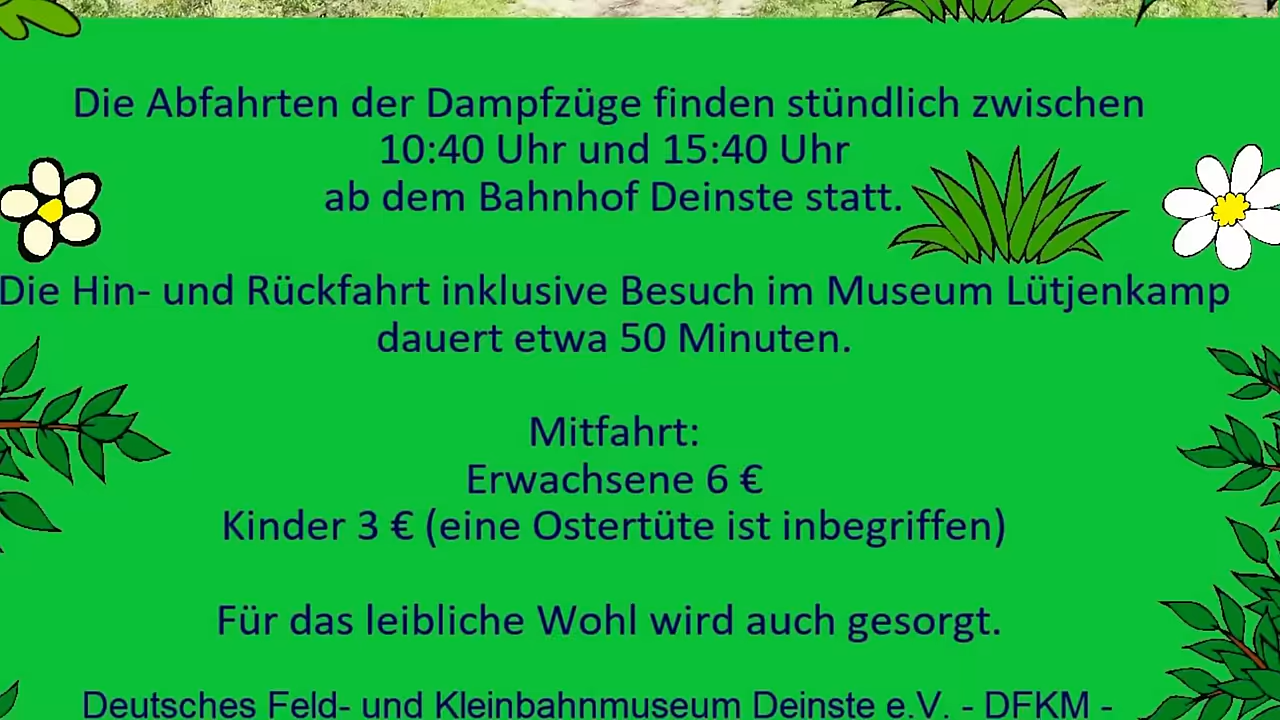 Die Abfahrten der Dampfzüge finden stündlich zwischen
10:40 Uhr und 15:40 Uhr
ab dem Bahnhof Deinste statt.
Die Hin- und Rückfahrt inklusive Besuch im Museum Lütjenkamp
dauert etwa 50 Minuten.
Mitfahrt:
Erwachsene 6 €
Kinder 3 € (eine Ostertüte ist inbegriffen)
Für das leibliche Wohl wird auch gesorgt.
Deutsches Feld- und Kleinbahnmuseum Deinste e.V. - DFKM -